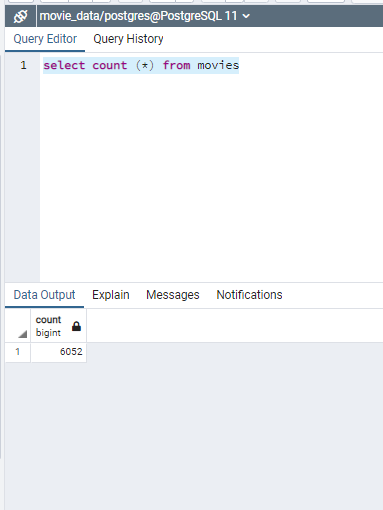 movie_data/postgres@PostgreSQL 11
Query Editor Query History
1 select count (*) from movies
Data Output Explain Messages Notifications
count
bigint
1 6052